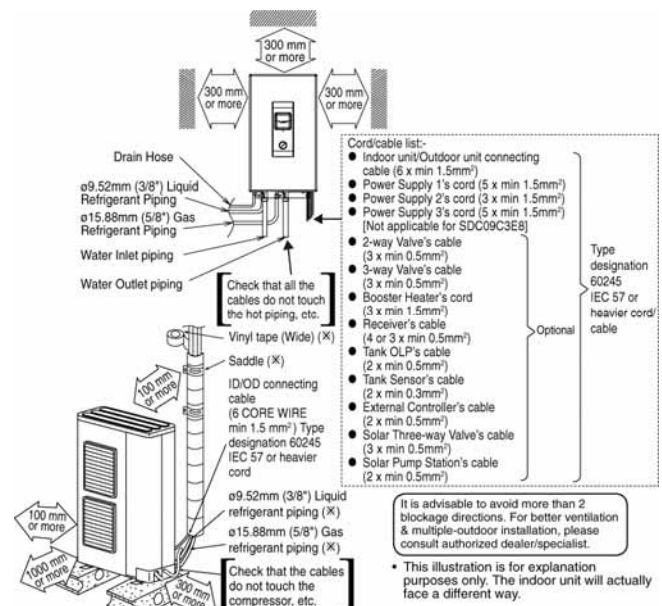 300 mm
or more
300 mm
or more
300 mm
or more
Drain Hose
ø9.52mm (3/8") Liquid
Refrigerant Piping
ø15.88mm (5/8") Gas
Refrigerant Piping
Water Inlet piping
Water Outlet piping
Check that all the
cables do not touch
the hot piping, etc.
Cord/cable list:-
● Indoor unit/Outdoor unit connecting
cable (6 x min 1.5mm²)
● Power Supply 1's cord (5 x min 1.5mm²)
● Power Supply 2's cord (3 x min 1.5mm²)
● Power Supply 3's cord (5 x min 1.5mm²)
[Not applicable for SDC09C3E8]
● 2-way Valve's cable
(3 x min 0.5mm²)
● 3-way Valve's cable
(3 x min 0.5mm²)
● Booster Heater's cord
(3 x min 1.5mm²)
● Receiver's cable
(4 or 3 x min 0.5mm²)
● Tank OLP's cable
(2 x min 0.5mm²)
● Tank Sensor's cable
(2 x min 0.3mm²)
● External Controller's cable
(2 x min 0.5mm²)
● Solar Three-way Valve's cable
(3 x min 0.5mm²)
● Solar Pump Station's cable
(2 x min 0.5mm²)
Optional
Type
designation
60245
IEC 57 or
heavier cord/
cable
Vinyl tape (Wide) (※)
Saddle (※)
ID/OD connecting
cable
(6 CORE WIRE
min 1.5 mm²) Type
designation 60245
IEC 57 or heavier
cord
ø9.52mm (3/8") Liquid
refrigerant piping (※)
ø15.88mm (5/8") Gas
refrigerant piping (※)
Check that the cables
do not touch the
compressor, etc.
100 mm
or more
100 mm
or more
1000 mm
or more
300 mm
or more
It is advisable to avoid more than 2
blockage directions. For better ventilation
& multiple-outdoor installation, please
consult authorized dealer/specialist.
• This illustration is for explanation
purposes only. The indoor unit will actually
face a different way.